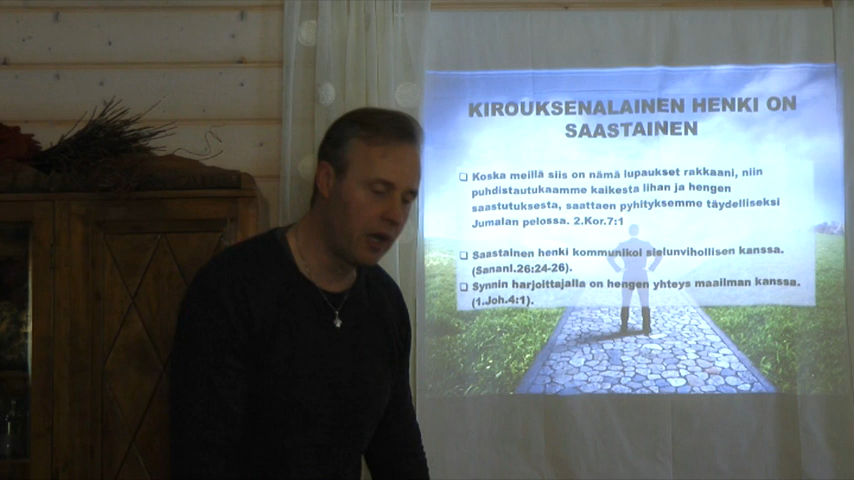 KIROUKSENALAINEN HENKI ON
SAASTAINEN
Koska meillä siis on nämä lupaukset rakkaani, niin
puhdistautukaamme kaikesta lihan ja hengen
saastutuksesta, saattaen pyhityksemme täydelliseksi
Jumalan pelossa. 2.Kor.7:1
Saastainen henki kommunikoi sielunvihollisen kanssa.
(Sananl.26:24-26).
Synnin harjoittajalla on hengen yhteys maailman kanssa.
(1.Joh.4:1).